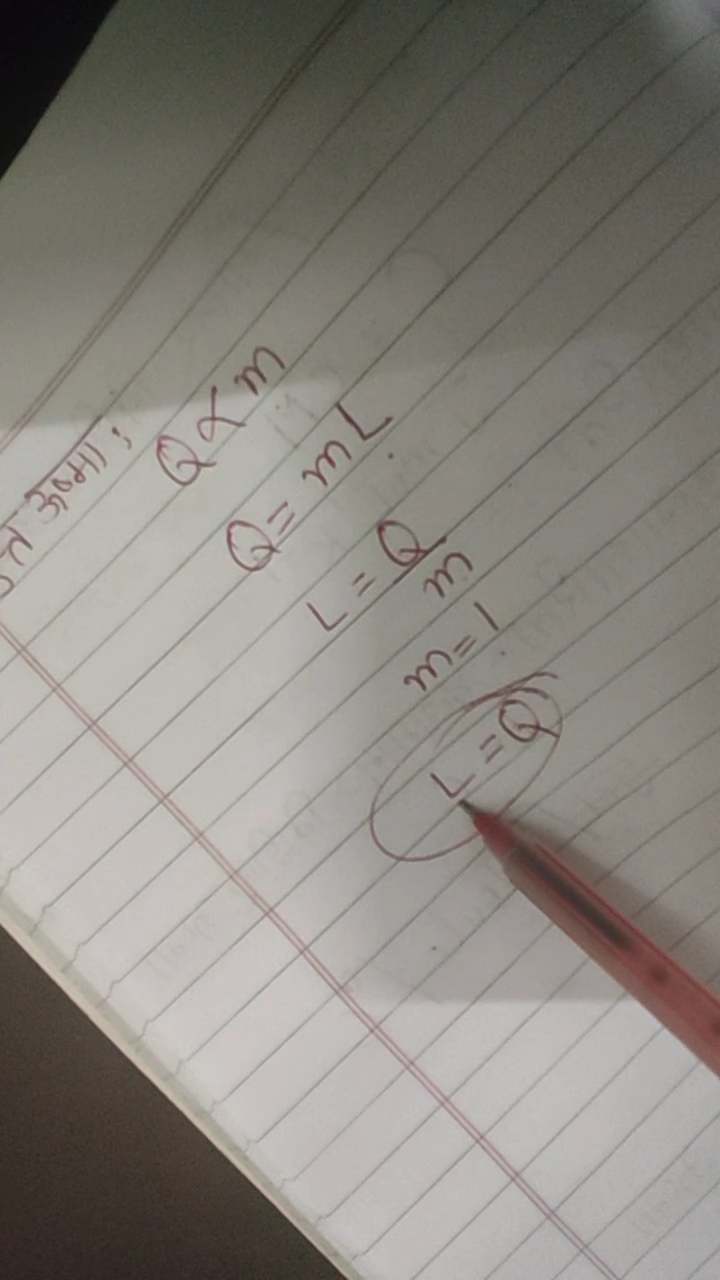 ऊष्मा :
Q ∝ m
Q = mL
L = Q/m
m = 1
L = Q